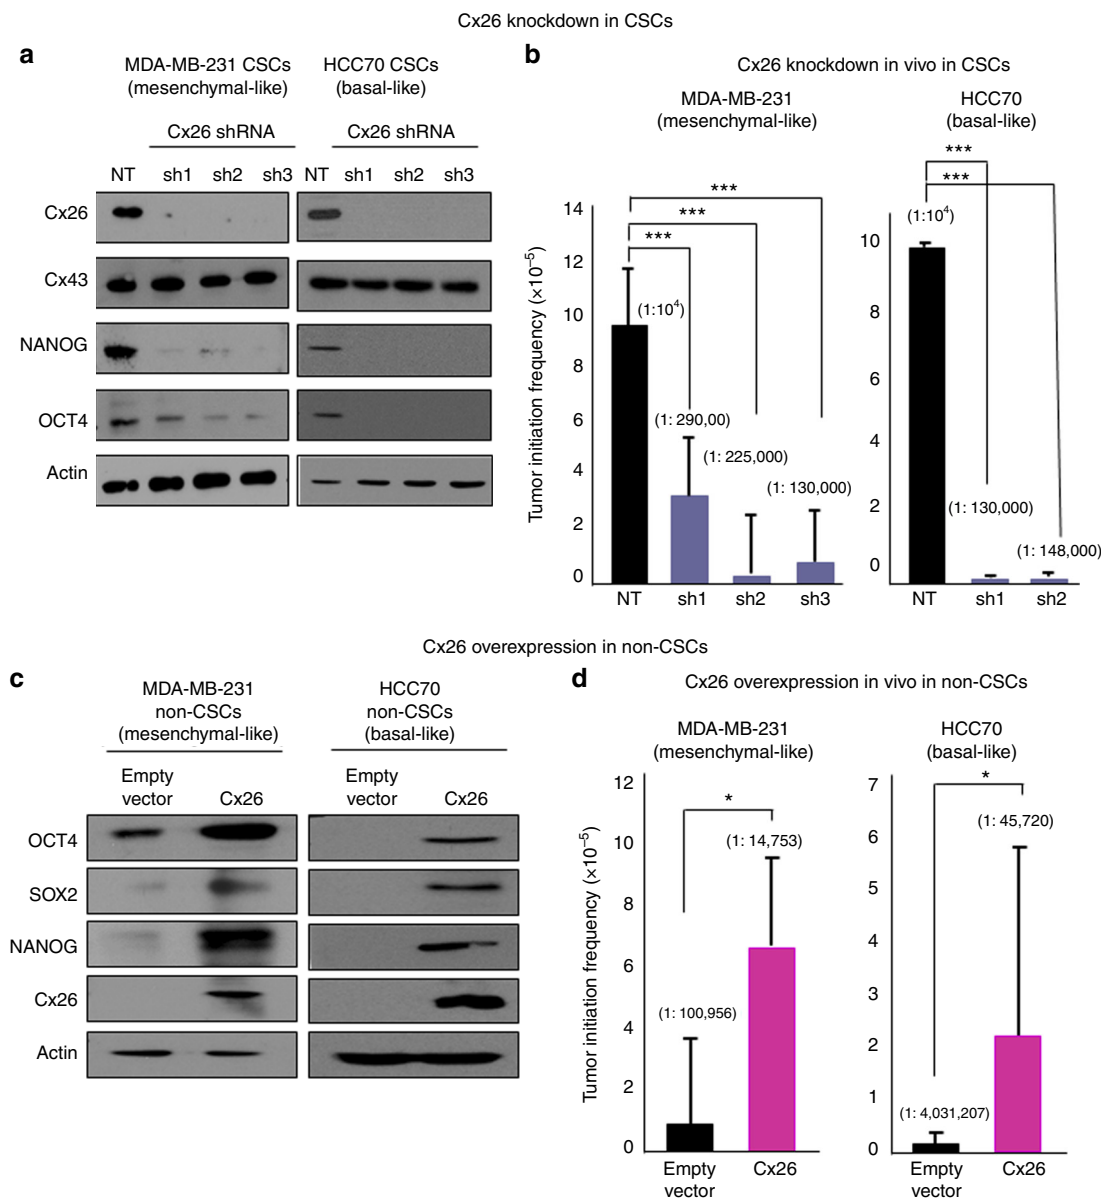 Cx26 knockdown in CSCs
a
MDA-MB-231 CSCs
(mesenchymal-like)
HCC70 CSCs
(basal-like)
Cx26 shRNA
Cx26 shRNA
NT sh1 sh2 sh3
NT sh1 sh2 sh3
Cx26
Cx43
NANOG
OCT4
Actin
b
Cx26 knockdown in vivo in CSCs
MDA-MB-231
(mesenchymal-like)
Tumor initiation frequency (×10⁻⁵)
14
12
10
8
6
4
2
0
***
***
***
(1:10⁴)
(1: 290,00)
(1: 225,000)
(1: 130,000)
NT sh1 sh2 sh3
HCC70
(basal-like)
***
***
10
8
6
4
2
0
(1:10⁴)
(1: 130,000)
(1: 148,000)
NT sh1 sh2
Cx26 overexpression in non-CSCs
c
MDA-MB-231
non-CSCs
(mesenchymal-like)
HCC70
non-CSCs
(basal-like)
Empty
vector
Cx26
Empty
vector
Cx26
OCT4
SOX2
NANOG
Cx26
Actin
d
Cx26 overexpression in vivo in non-CSCs
MDA-MB-231
(mesenchymal-like)
Tumor initiation frequency (×10⁻⁵)
12
10
8
6
4
2
0
*
(1: 14,753)
(1: 100,956)
Empty
vector
Cx26
HCC70
(basal-like)
7
6
5
4
3
2
1
0
*
(1: 45,720)
(1: 4,031,207)
Empty
vector
Cx26